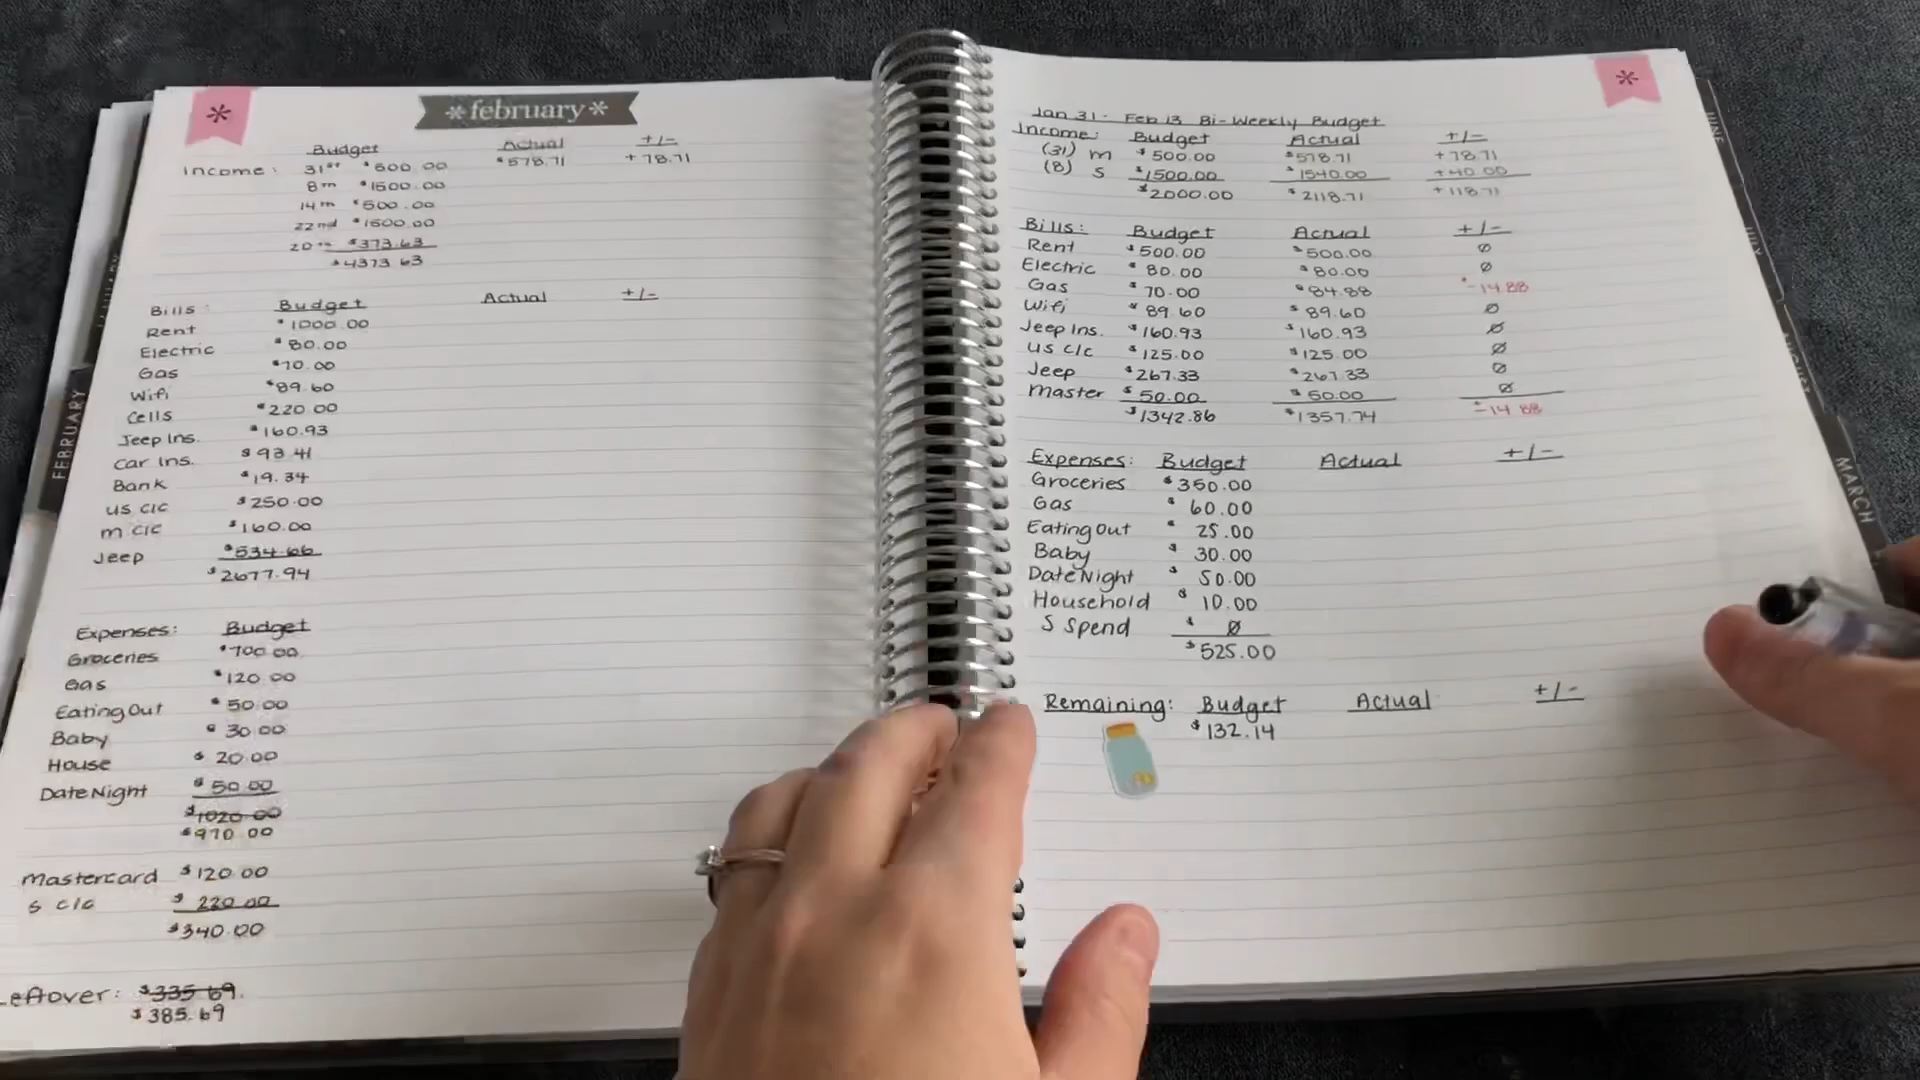 *february*
Budget Actual +/-
Income: 31st $500.00 $578.71 +78.71
8th $1500.00
14th $500.00
22nd $1500.00
20th $373.63
$4373.63
Bills: Budget Actual +/-
Rent $1000.00
Electric $80.00
Gas $70.00
Wifi $89.60
Cells $220.00
Jeep Ins. $160.93
Car Ins. $93.41
Bank $19.34
US C/C $250.00
M C/C $160.00
Jeep $534.66
$2677.94
Expenses: Budget
Groceries $700.00
Gas $120.00
Eating Out $50.00
Baby $30.00
House $20.00
Date Night $50.00
$1020.00
$970.00
Mastercard $120.00
S C/C $220.00
$340.00
Leftover: $335.69
$385.69
FEBRUARY
Jan 31 - Feb 13 Bi-Weekly Budget
Income: Budget Actual +/-
(31) M $500.00 $578.71 +78.71
(8) S $1500.00 $1540.00 +40.00
$2000.00 $2118.71 +118.71
Bills: Budget Actual +/-
Rent $500.00 $500.00 Ø
Electric $80.00 $80.00 Ø
Gas $70.00 $84.88 $-14.88
Wifi $89.60 $89.60 Ø
Jeep Ins. $160.93 $160.93 Ø
US C/C $125.00 $125.00 Ø
Jeep $267.33 $267.33 Ø
Master $50.00 $50.00 Ø
$1342.86 $1357.74 $-14.88
Expenses: Budget Actual +/-
Groceries $350.00
Gas $60.00
Eating Out $25.00
Baby $30.00
Date Night $50.00
Household $10.00
S Spend $Ø
$525.00
Remaining: Budget Actual +/-
$132.14
JUNE
JULY
MARCH